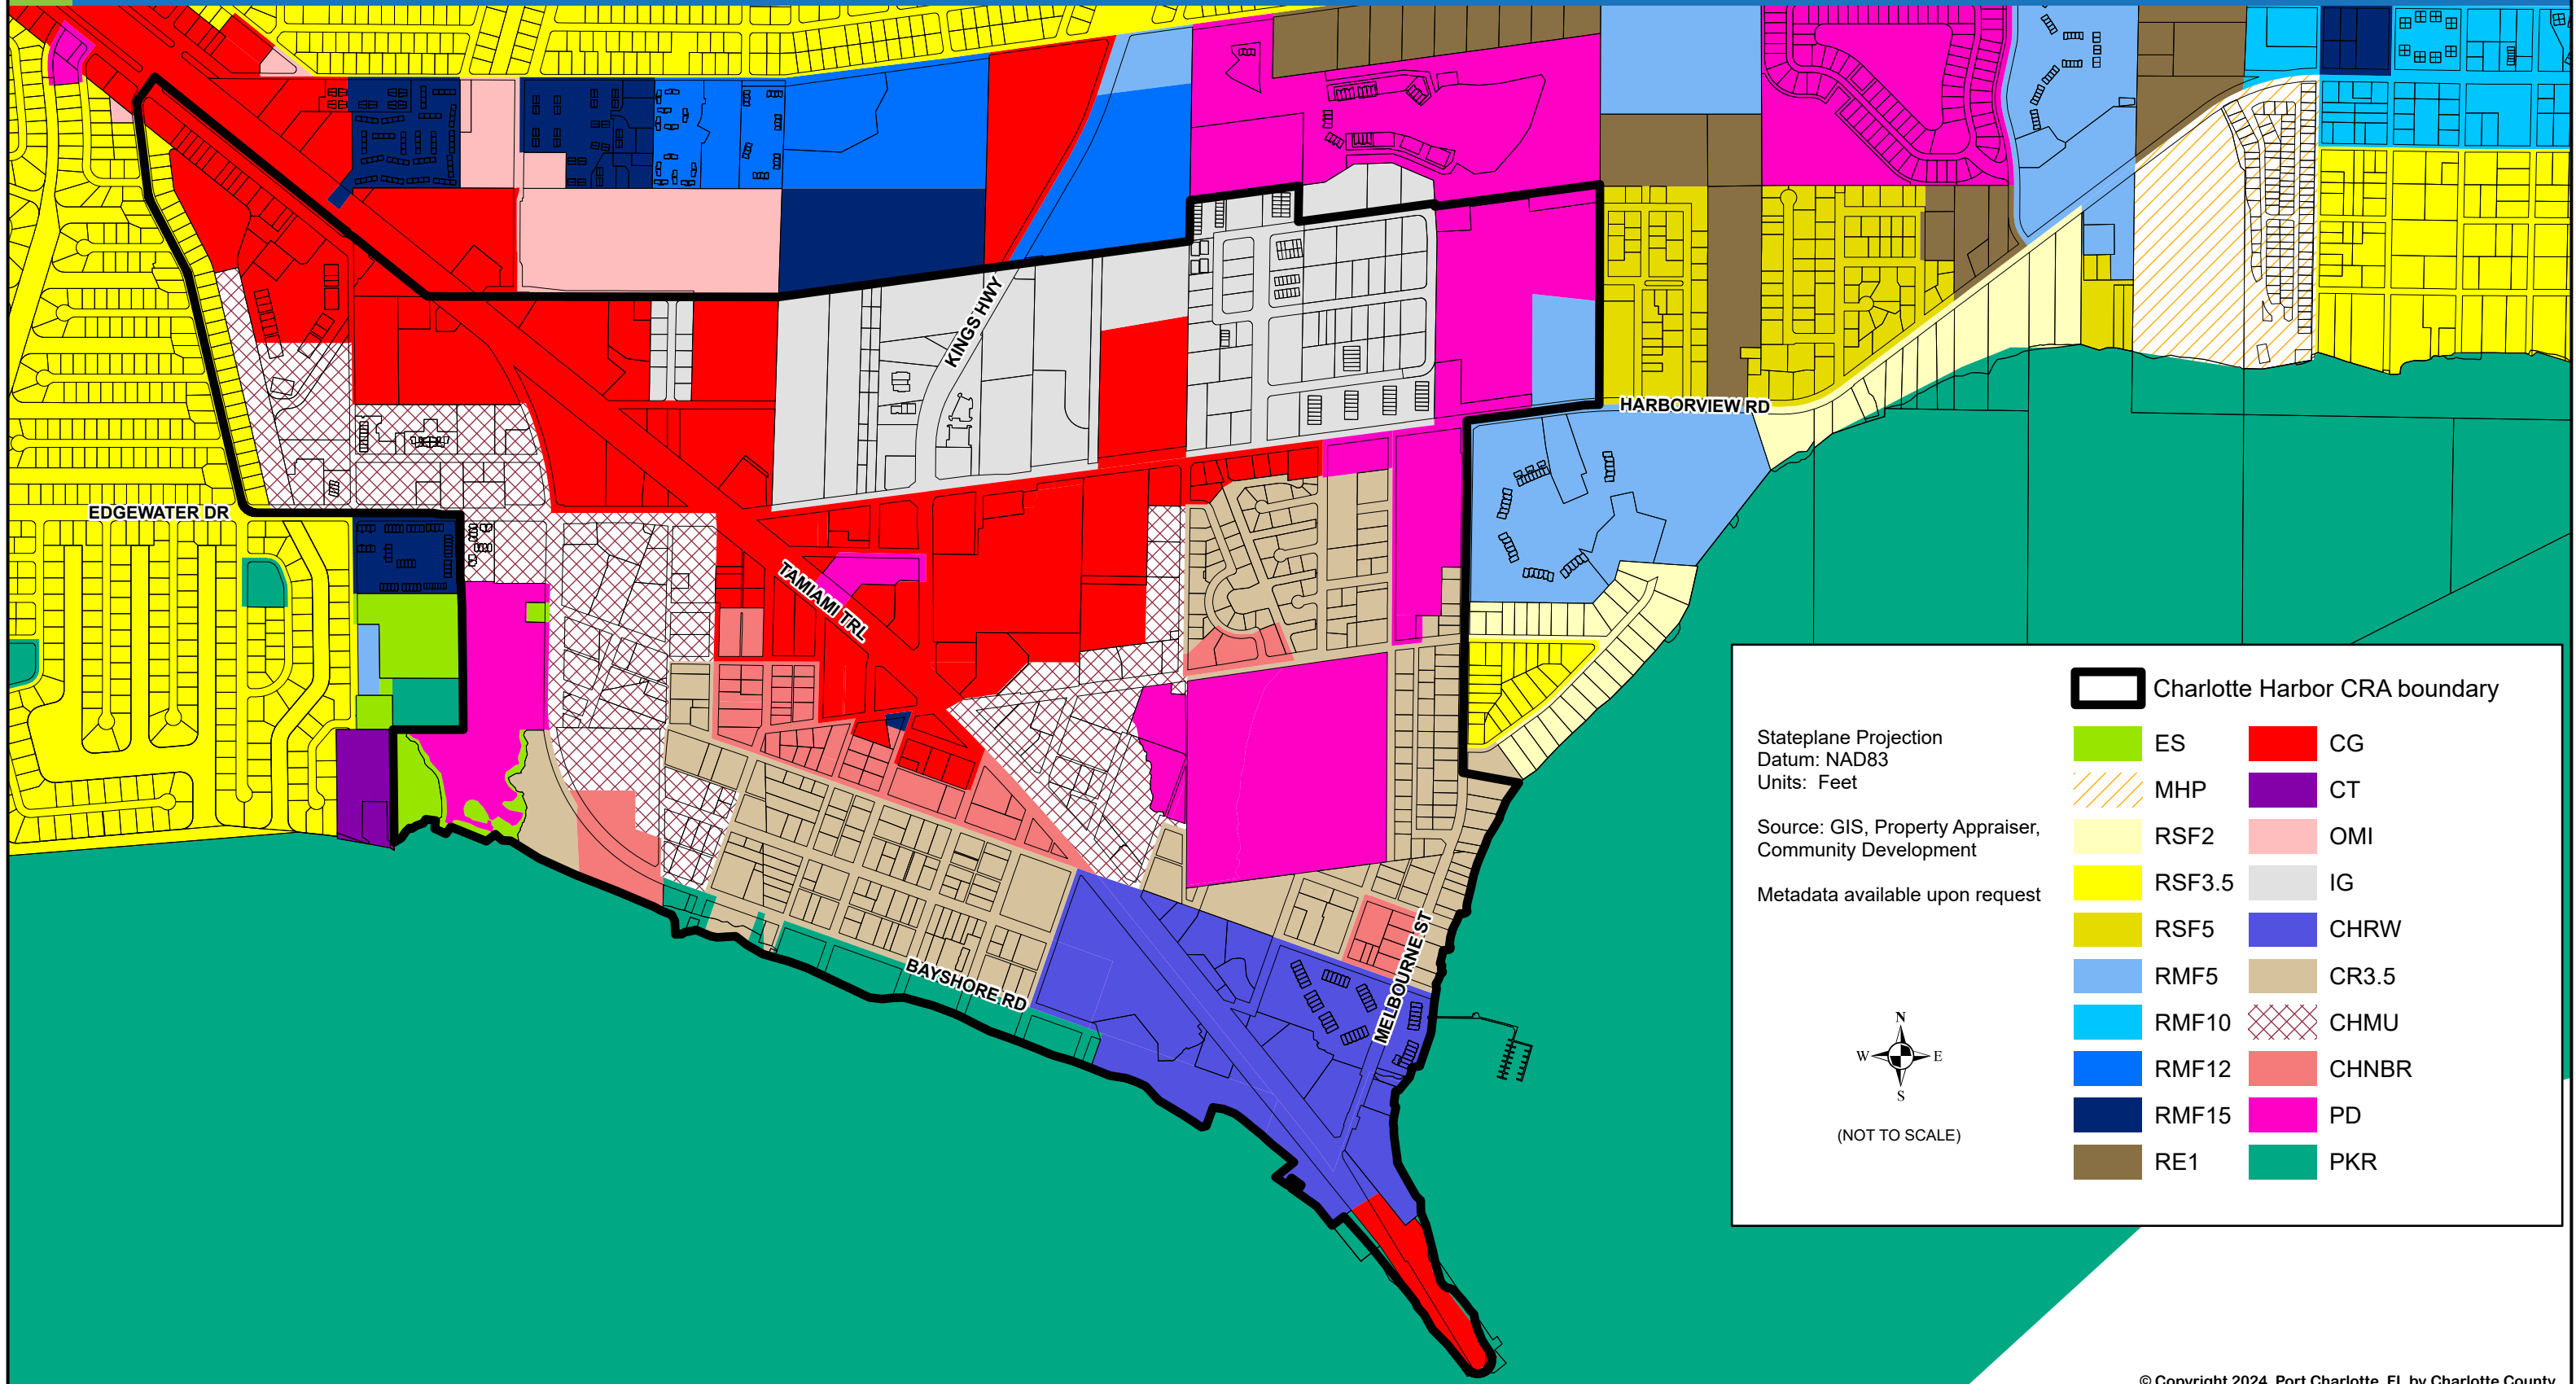 KINGS HWY
HARBORVIEW RD
EDGEWATER DR
TAMIAMI TRL
BAYSHORE RD
MELBOURNE ST
Charlotte Harbor CRA boundary
Stateplane Projection
Datum: NAD83
Units: Feet
Source: GIS, Property Appraiser,
Community Development
Metadata available upon request
N
W E
S
(NOT TO SCALE)
ES
MHP
RSF2
RSF3.5
RSF5
RMF5
RMF10
RMF12
RMF15
RE1
CG
CT
OMI
IG
CHRW
CR3.5
CHMU
CHNBR
PD
PKR
© Copyright 2024, Port Charlotte, FL by Charlotte County